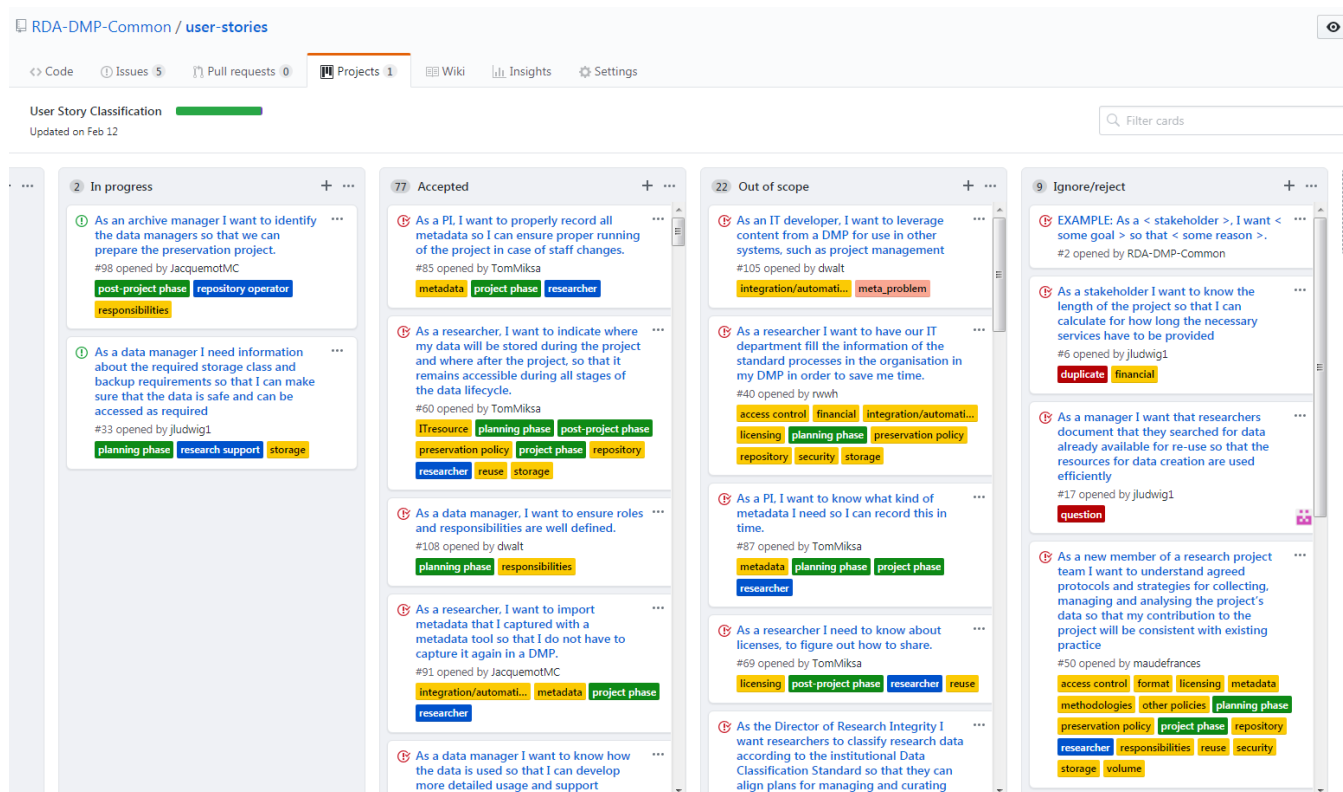 RDA-DMP-Common / user-stories
Code
Issues 5
Pull requests 0
Projects 1
Wiki
Insights
Settings
User Story Classification
Updated on Feb 12
Filter cards
2 In progress
As an archive manager I want to identify
the data managers so that we can
prepare the preservation project.
#98 opened by JacquemotMC
post-project phase repository operator
responsibilities
As a data manager I need information
about the required storage class and
backup requirements so that I can make
sure that the data is safe and can be
accessed as required
#33 opened by jludwig1
planning phase research support storage
77 Accepted
As a PI, I want to properly record all
metadata so I can ensure proper running
of the project in case of staff changes.
#85 opened by TomMiksa
metadata project phase researcher
As a researcher, I want to indicate where
my data will be stored during the project
and where after the project, so that it
remains accessible during all stages of
the data lifecycle.
#60 opened by TomMiksa
ITresource planning phase post-project phase
preservation policy project phase repository
researcher reuse storage
As a data manager, I want to ensure roles
and responsibilities are well defined.
#108 opened by dwalt
planning phase responsibilities
As a researcher, I want to import
metadata that I captured with a
metadata tool so that I do not have to
capture it again in a DMP.
#91 opened by JacquemotMC
integration/automati... metadata project phase
researcher
As a data manager I want to know how
the data is used so that I can develop
more detailed usage and support
22 Out of scope
As an IT developer, I want to leverage
content from a DMP for use in other
systems, such as project management
#105 opened by dwalt
integration/automati... meta_problem
As a researcher I want to have our IT
department fill the information of the
standard processes in the organisation in
my DMP in order to save me time.
#40 opened by rwwh
access control financial integration/automati...
licensing planning phase preservation policy
repository security storage
As a PI, I want to know what kind of
metadata I need so I can record this in
time.
#87 opened by TomMiksa
metadata planning phase project phase
researcher
As a researcher I need to know about
licenses, to figure out how to share.
#69 opened by TomMiksa
licensing post-project phase researcher reuse
As the Director of Research Integrity I
want researchers to classify research data
according to the institutional Data
Classification Standard so that they can
align plans for managing and curating
9 Ignore/reject
EXAMPLE: As a < stakeholder >, I want <
some goal > so that < some reason >.
#2 opened by RDA-DMP-Common
As a stakeholder I want to know the
length of the project so that I can
calculate for how long the necessary
services have to be provided
#6 opened by jludwig1
duplicate financial
As a manager I want that researchers
document that they searched for data
already available for re-use so that the
resources for data creation are used
efficiently
#17 opened by jludwig1
question
As a new member of a research project
team I want to understand agreed
protocols and strategies for collecting,
managing and analysing the project's
data so that my contribution to the
project will be consistent with existing
practice
#50 opened by maudefrances
access control format licensing metadata
methodologies other policies planning phase
preservation policy project phase repository
researcher responsibilities reuse security
storage volume